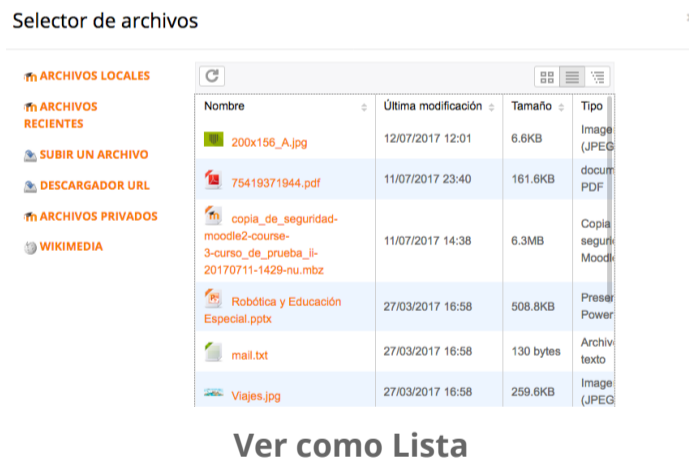 Selector de archivos
ARCHIVOS LOCALES
ARCHIVOS
RECIENTES
SUBIR UN ARCHIVO
DESCARGADOR URL
ARCHIVOS PRIVADOS
WIKIMEDIA
Nombre Última modificación Tamaño Tipo
200x156_A.jpg 12/07/2017 12:01 6.6KB Image
(JPEG
75419371944.pdf 11/07/2017 23:40 161.6KB docum
PDF
copia_de_seguridad-
moodle2-course-
3-curso_de_prueba_ii-
20170711-1429-nu.mbz
11/07/2017 14:38 6.3MB
Copia
seguri
Moodle
Robótica y Educación
Especial.pptx
27/03/2017 16:58 508.8KB
Preser
Power
mail.txt 27/03/2017 16:58 130 bytes Archiv
texto
Viajes.jpg 27/03/2017 16:58 259.6KB Image
(JPEG
Ver como Lista